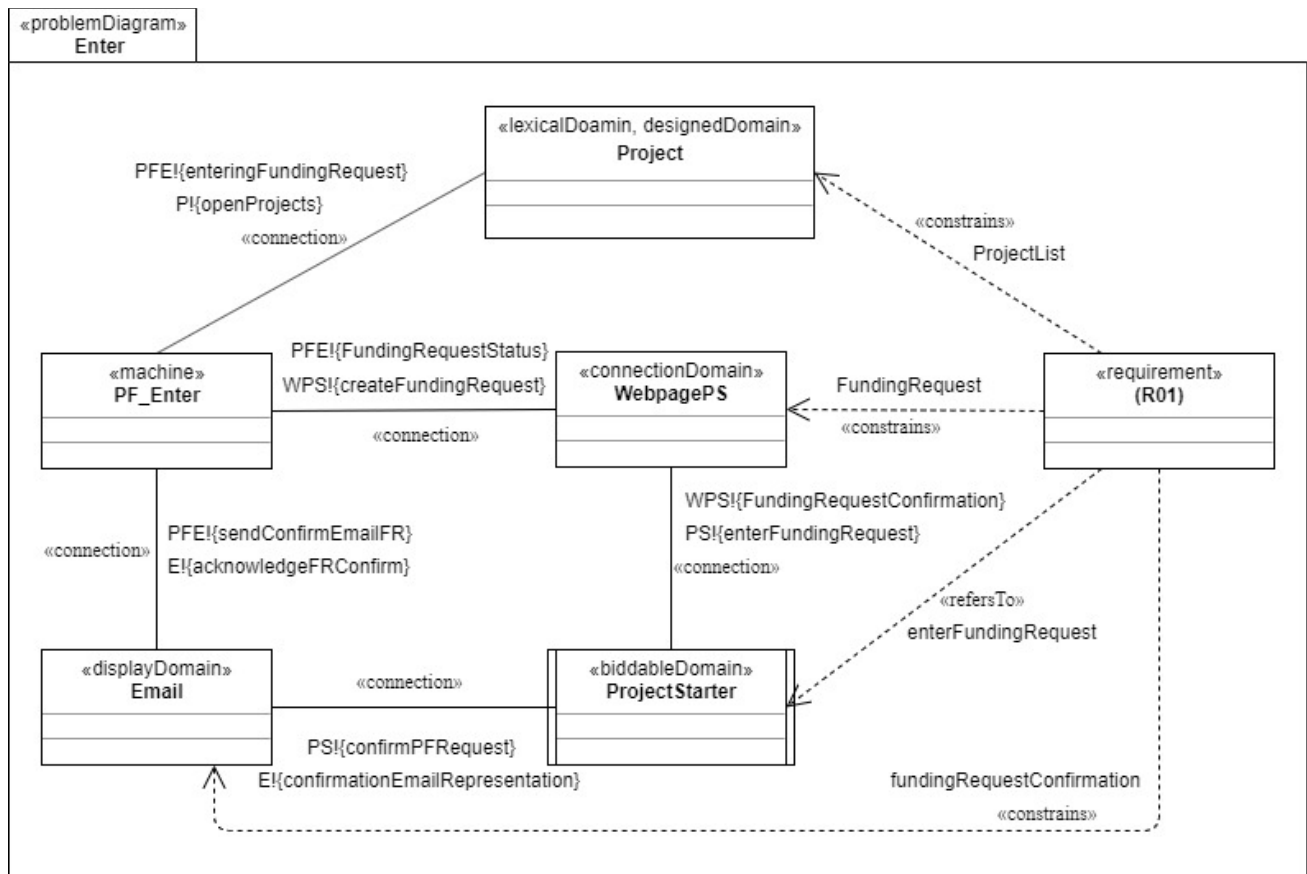 «problemDiagram»
Enter
«lexicalDoamin, designedDomain»
Project
PFE!{enteringFundingRequest}
P!{openProjects}
«connection»
«constrains»
ProjectList
«machine»
PF_Enter
PFE!{FundingRequestStatus}
WPS!{createFundingRequest}
«connection»
«connectionDomain»
WebpagePS
FundingRequest
«constrains»
«requirement»
(R01)
«connection»
PFE!{sendConfirmEmailFR}
E!{acknowledgeFRConfirm}
WPS!{FundingRequestConfirmation}
PS!{enterFundingRequest}
«connection»
«refersTo»
enterFundingRequest
«displayDomain»
Email
«connection»
PS!{confirmPFRequest}
E!{confirmationEmailRepresentation}
«biddableDomain»
ProjectStarter
fundingRequestConfirmation
«constrains»